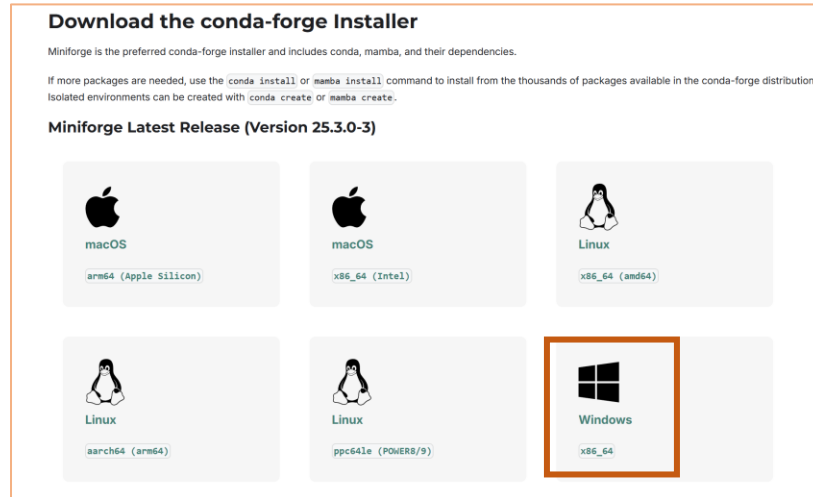 Download the conda-forge Installer
Miniforge is the preferred conda-forge installer and includes conda, mamba, and their dependencies.
If more packages are needed, use the conda install or mamba install command to install from the thousands of packages available in the conda-forge distribution
Isolated environments can be created with conda create or mamba create.
Miniforge Latest Release (Version 25.3.0-3)
macOS
arm64 (Apple Silicon)
macOS
x86_64 (Intel)
Linux
x86_64 (amd64)
Linux
aarch64 (arm64)
Linux
ppc64le (POWER8/9)
Windows
x86_64